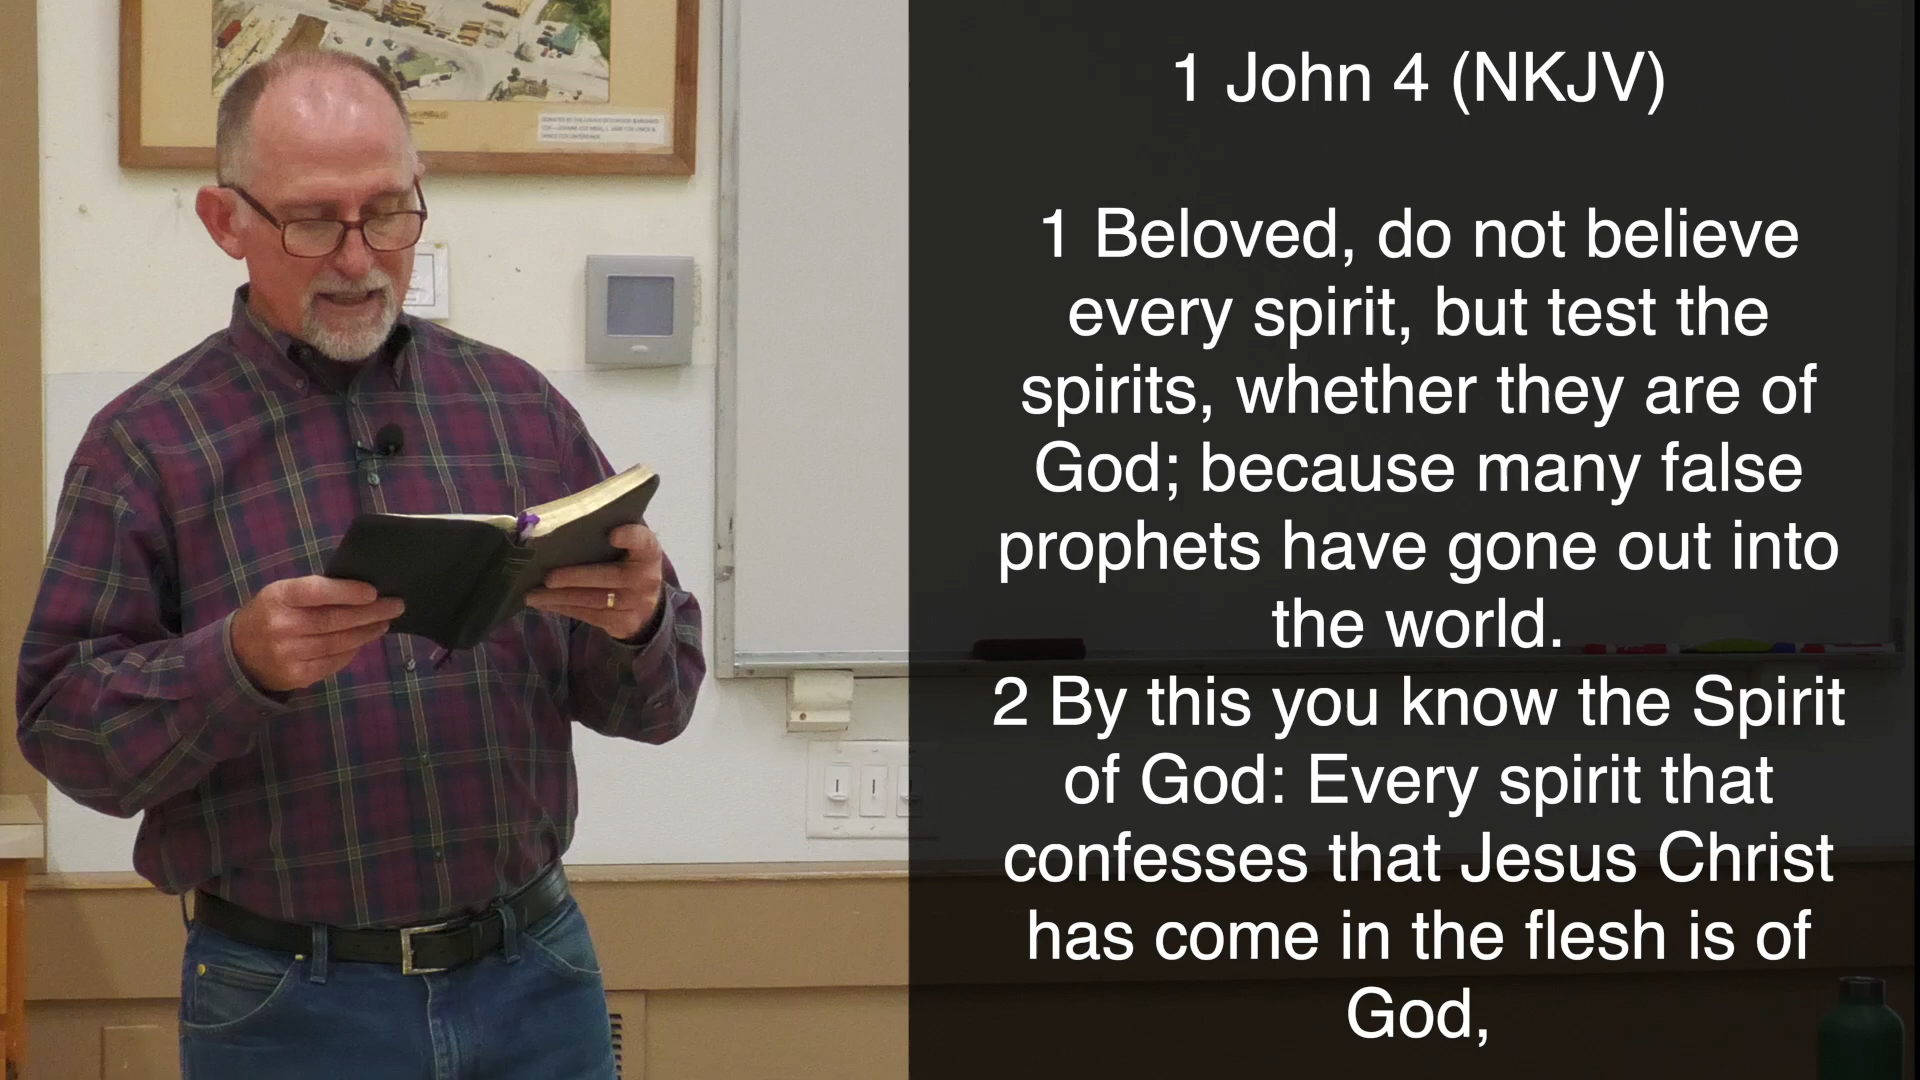 1 John 4 (NKJV)
1 Beloved, do not believe
every spirit, but test the
spirits, whether they are of
God; because many false
prophets have gone out into
the world.
2 By this you know the Spirit
of God: Every spirit that
confesses that Jesus Christ
has come in the flesh is of
God,